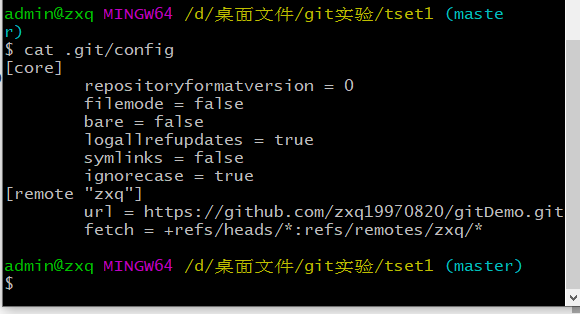 admin@zxq MINGW64 /d/桌面文件/git实验/tset1 (maste
r)
$ cat .git/config
[core]
        repositoryformatversion = 0
        filemode = false
        bare = false
        logallrefupdates = true
        symlinks = false
        ignorecase = true
[remote "zxq"]
        url = https://github.com/zxq19970820/gitDemo.git
        fetch = +refs/heads/*:refs/remotes/zxq/*
admin@zxq MINGW64 /d/桌面文件/git实验/tset1 (master)
$